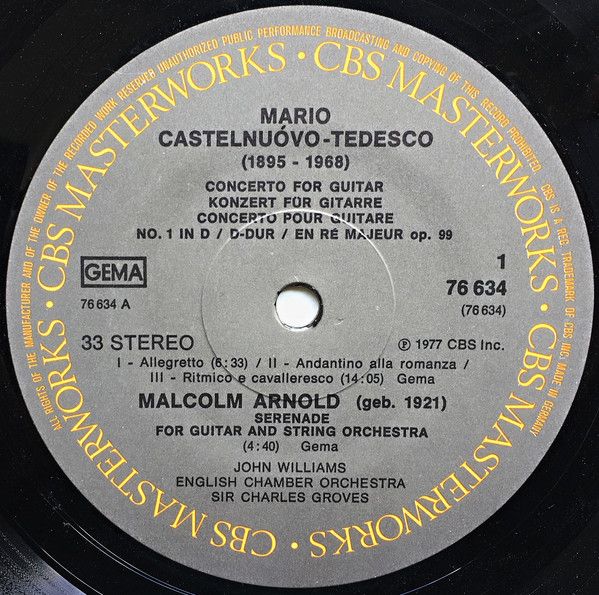 ALL RIGHTS OF THE MANUFACTURER AND OF THE OWNER OF THE RECORDED WORK RESERVED UNAUTHORIZED PUBLIC PERFORMANCE BROADCASTING AND COPYING OF THIS RECORD PROHIBITED. CBS IS A REG. TRADEMARK OF CBS INC. MADE IN GERMANY
CBS MASTERWORKS · CBS MASTERWORKS · CBS MASTERWORKS · CBS MASTERWORKS · CBS MASTERWORKS ·
MARIO
CASTELNUÓVO-TEDESCO
(1895 - 1968)
CONCERTO FOR GUITAR
KONZERT FÜR GITARRE
CONCERTO POUR GUITARE
NO. 1 IN D / D-DUR / EN RÉ MAJEUR op. 99
GEMA
76 634 A
1
76 634
(76 634)
33 STEREO
℗ 1977 CBS Inc.
I - Allegretto (6:33) / II - Andantino alla romanza /
III - Ritmico e cavalleresco (14:05) Gema
MALCOLM ARNOLD (geb. 1921)
SERENADE
FOR GUITAR AND STRING ORCHESTRA
(4:40) Gema
JOHN WILLIAMS
ENGLISH CHAMBER ORCHESTRA
SIR CHARLES GROVES